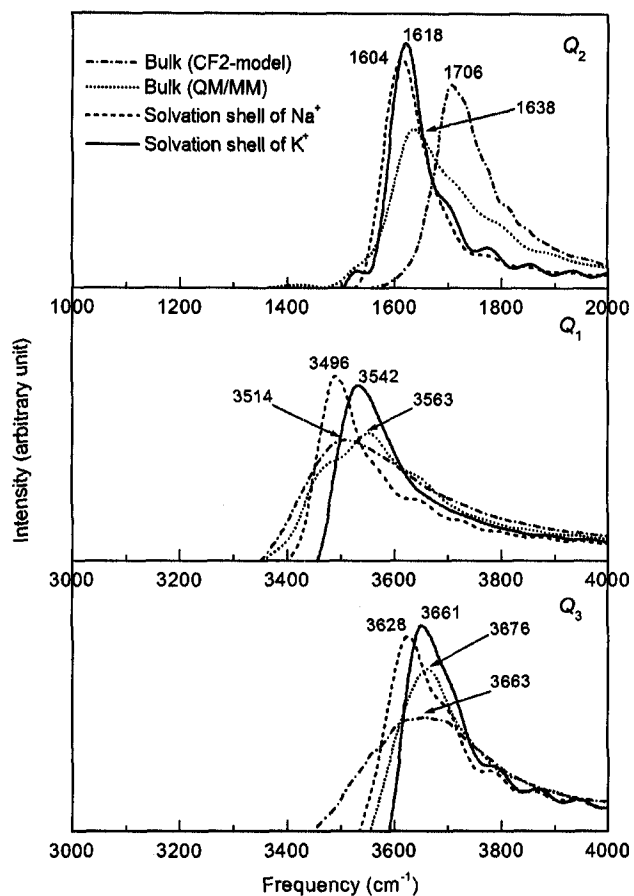 Q2
1618
1604
1706
1638
Bulk (CF2-model)
Bulk (QM/MM)
Solvation shell of Na+
Solvation shell of K+
1000 1200 1400 1600 1800 2000
Q1
3496
3542
3514
3563
3000 3200 3400 3600 3800 4000
Q3
3628
3661
3676
3663
3000 3200 3400 3600 3800 4000
Intensity (arbitrary unit)
Frequency (cm-1)